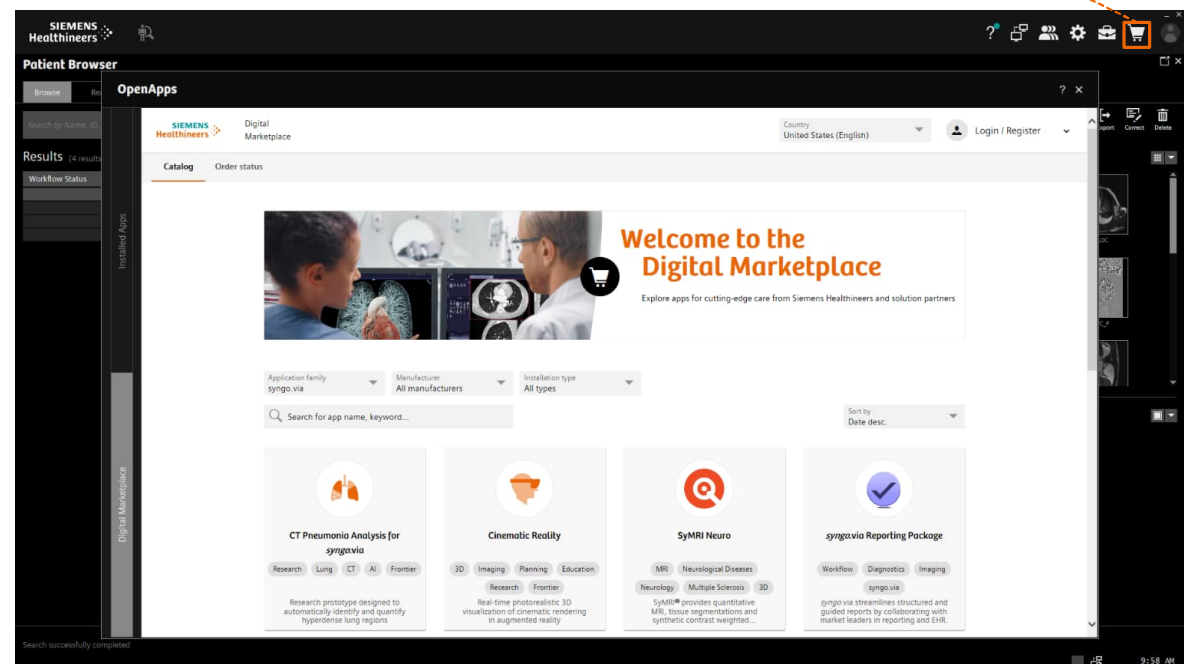 SIEMENS
Healthineers
?
Patient Browser
Browse
OpenApps
? ×
Search by Name, ID,
SIEMENS
Healthineers
Digital
Marketplace
Country
United States (English)
Login / Register
Export Correct Delete
Results (4 results
Workflow Status
Catalog Order status
Installed Apps
Welcome to the
Digital Marketplace
Explore apps for cutting-edge care from Siemens Healthineers and solution partners
Application family
syngo.via
Manufacturer
All manufacturers
Installation type
All types
Search for app name, keyword...
Sort by
Date desc.
Digital Marketplace
CT Pneumonia Analysis for
syngo.via
Research Lung CT AI Frontier
Research prototype designed to
automatically identify and quantify
hyperdense lung regions
Cinematic Reality
3D Imaging Planning Education
Research Frontier
Real-time photorealistic 3D
visualization of cinematic rendering
in augmented reality
SyMRI Neuro
MRI Neurological Diseases
Neurology Multiple Sclerosis 3D
SyMRI® provides quantitative
MRI, tissue segmentations and
synthetic contrast weighted...
syngo.via Reporting Package
Workflow Diagnostics Imaging
syngo.via
syngo.via streamlines structured and
guided reports by collaborating with
market leaders in reporting and EHR.
Search successfully completed
9:58 AM